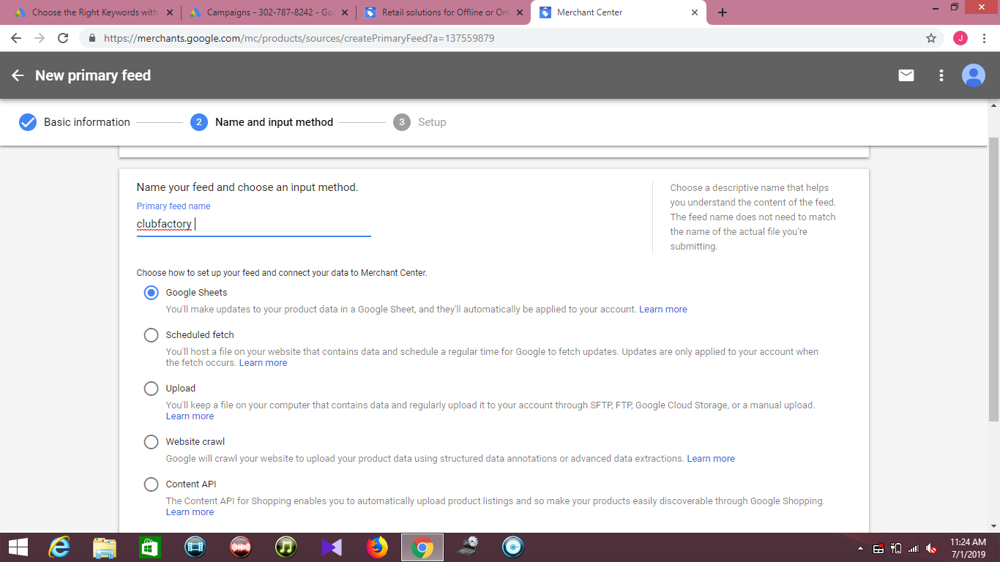 Choose the Right Keywords with
Campaigns - 302-787-8242 - Goo
Retail solutions for Offline or Onl
Merchant Center
https://merchants.google.com/mc/products/sources/createPrimaryFeed?a=137559879
J
New primary feed
Basic information
2
Name and input method
3
Setup
Name your feed and choose an input method.
Primary feed name
clubfactory
Choose a descriptive name that helps
you understand the content of the feed.
The feed name does not need to match
the name of the actual file you're
submitting.
Choose how to set up your feed and connect your data to Merchant Center.
Google Sheets
You'll make updates to your product data in a Google Sheet, and they'll automatically be applied to your account. Learn more
Scheduled fetch
You'll host a file on your website that contains data and schedule a regular time for Google to fetch updates. Updates are only applied to your account when
the fetch occurs. Learn more
Upload
You'll keep a file on your computer that contains data and regularly upload it to your account through SFTP, FTP, Google Cloud Storage, or a manual upload.
Learn more
Website crawl
Google will crawl your website to upload your product data using structured data annotations or advanced data extractions. Learn more
Content API
The Content API for Shopping enables you to automatically upload product listings and so make your products easily discoverable through Google Shopping.
Learn more
11:24 AM
7/1/2019